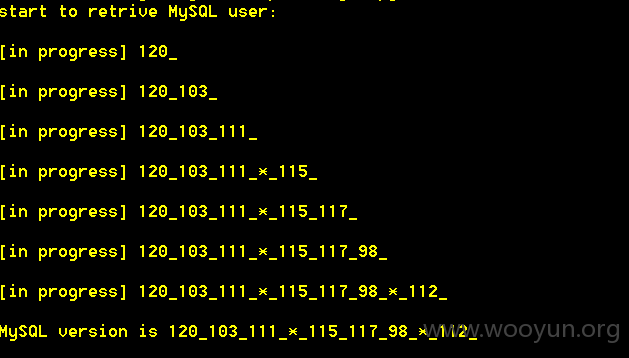 start to retrive MySQL user:
[in progress] 120_
[in progress] 120_103_
[in progress] 120_103_111_
[in progress] 120_103_111_*_115_
[in progress] 120_103_111_*_115_117_
[in progress] 120_103_111_*_115_117_98_
[in progress] 120_103_111_*_115_117_98_*_112_
MySQL version is 120_103_111_*_115_117_98_*_112_
www.wooyun.org